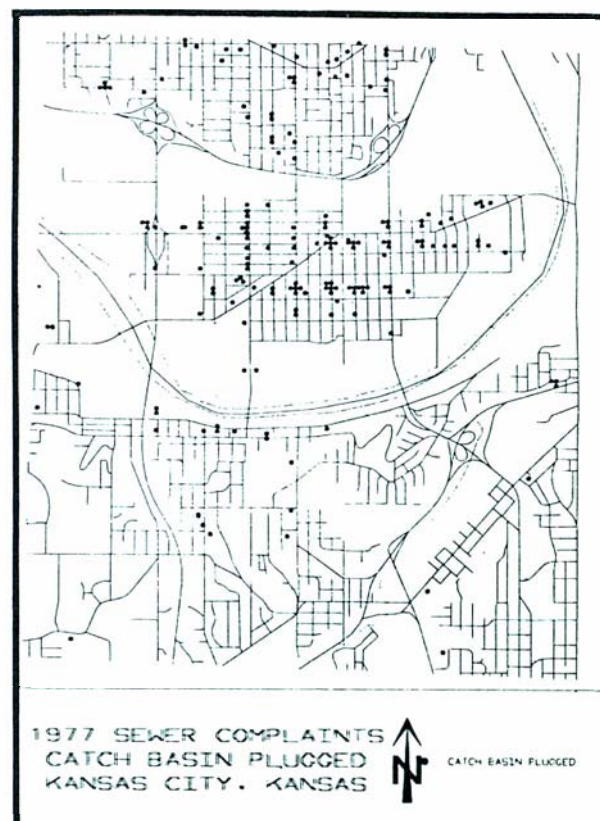 1977 SEWER COMPLAINTS
CATCH BASIN PLUGGED
KANSAS CITY. KANSAS
N
CATCH BASIN PLUGGED